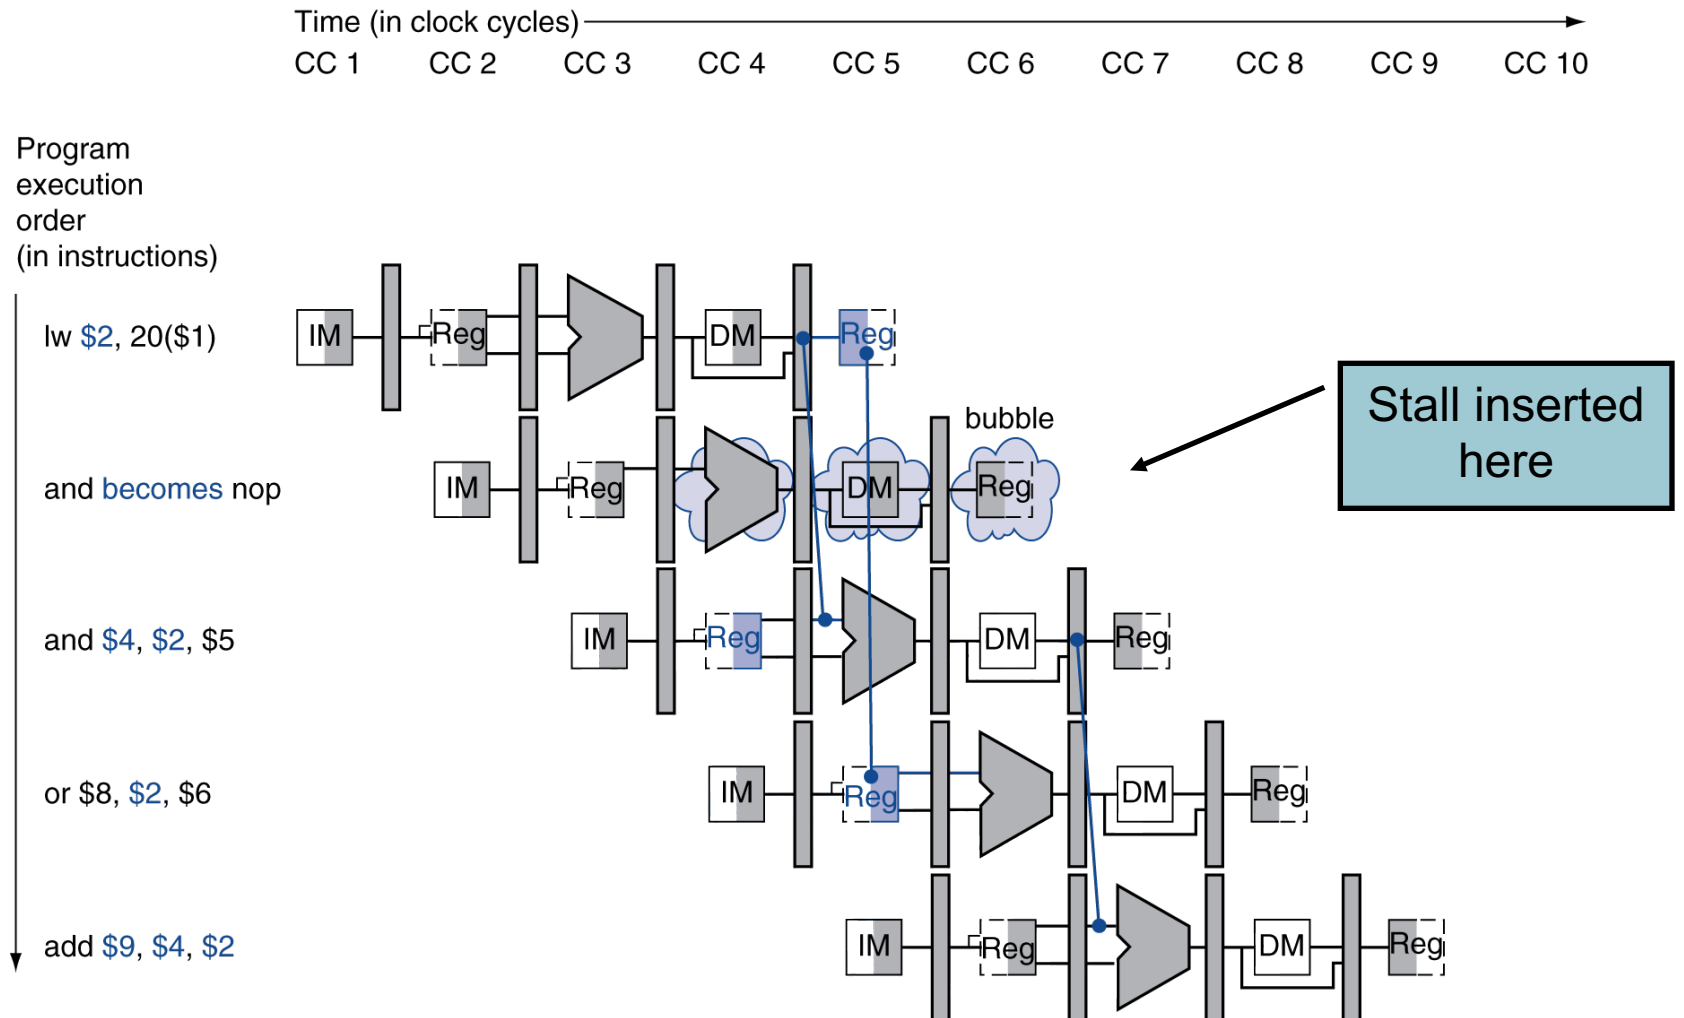 Time (in clock cycles)
CC 1 CC 2 CC 3 CC 4 CC 5 CC 6 CC 7 CC 8 CC 9 CC 10
Program
execution
order
(in instructions)
lw $2, 20($1)
IM Reg DM Reg
bubble
Stall inserted
here
and becomes nop
IM Reg DM Reg
and $4, $2, $5
IM Reg DM Reg
or $8, $2, $6
IM Reg DM Reg
add $9, $4, $2
IM Reg DM Reg